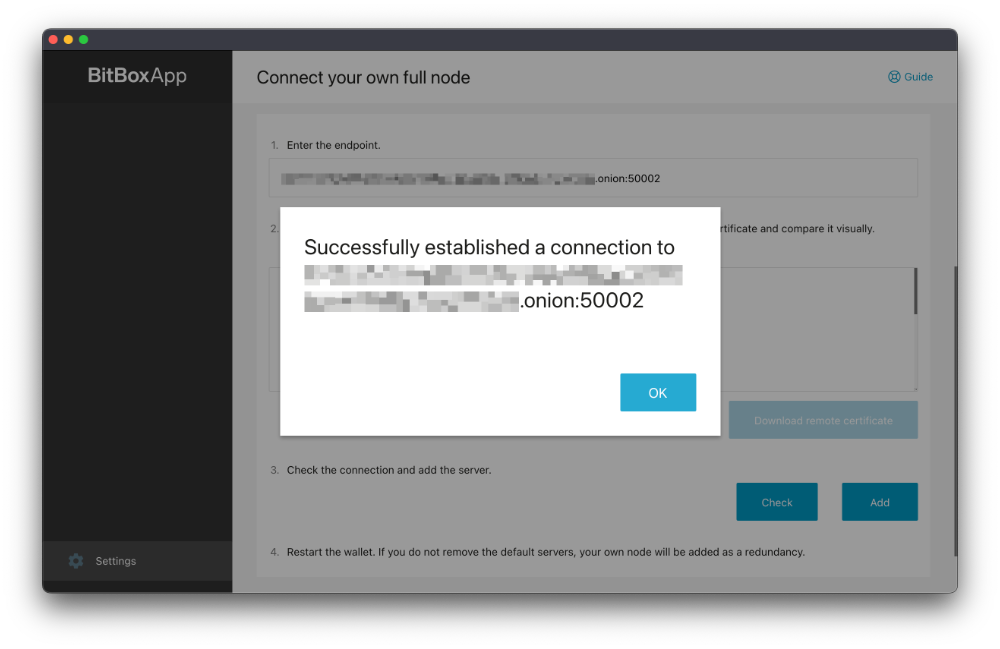 BitBoxApp
Connect your own full node
Guide
1. Enter the endpoint.
.onion:50002
2. rtificate and compare it visually.
Successfully established a connection to
.onion:50002
OK
Download remote certificate
3. Check the connection and add the server.
Check
Add
4. Restart the wallet. If you do not remove the default servers, your own node will be added as a redundancy.
Settings